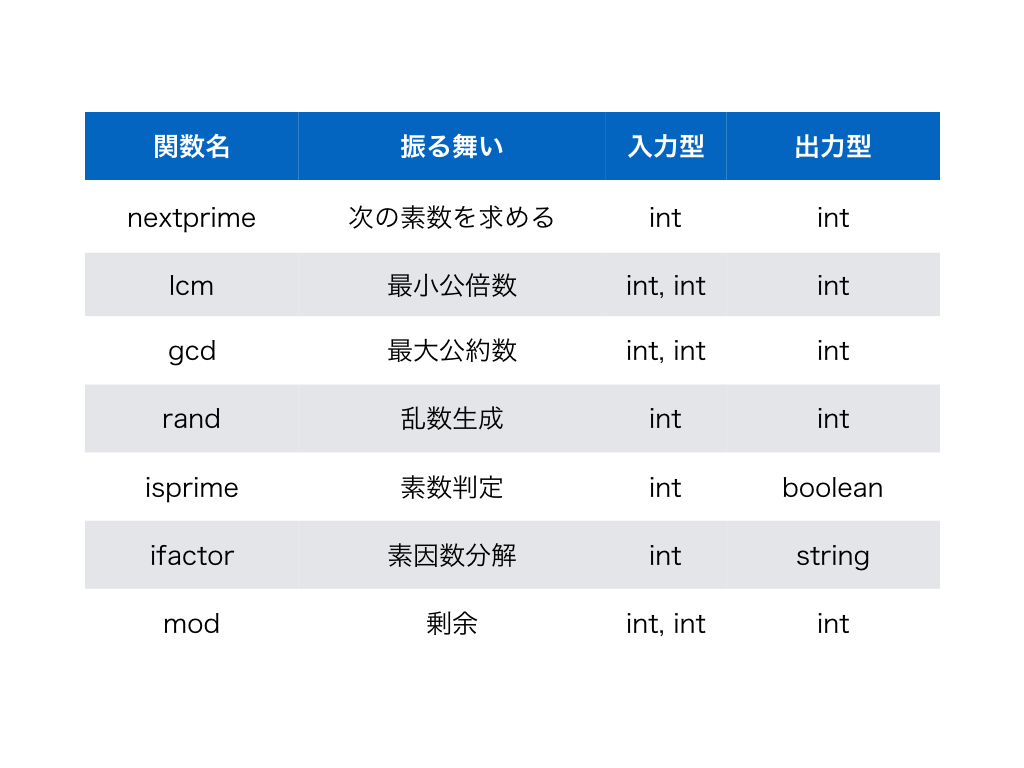 関数名 振る舞い 入力型 出力型
nextprime 次の素数を求める int int
lcm 最小公倍数 int, int int
gcd 最大公約数 int, int int
rand 乱数生成 int int
isprime 素数判定 int boolean
ifactor 素因数分解 int string
mod 剰余 int, int int